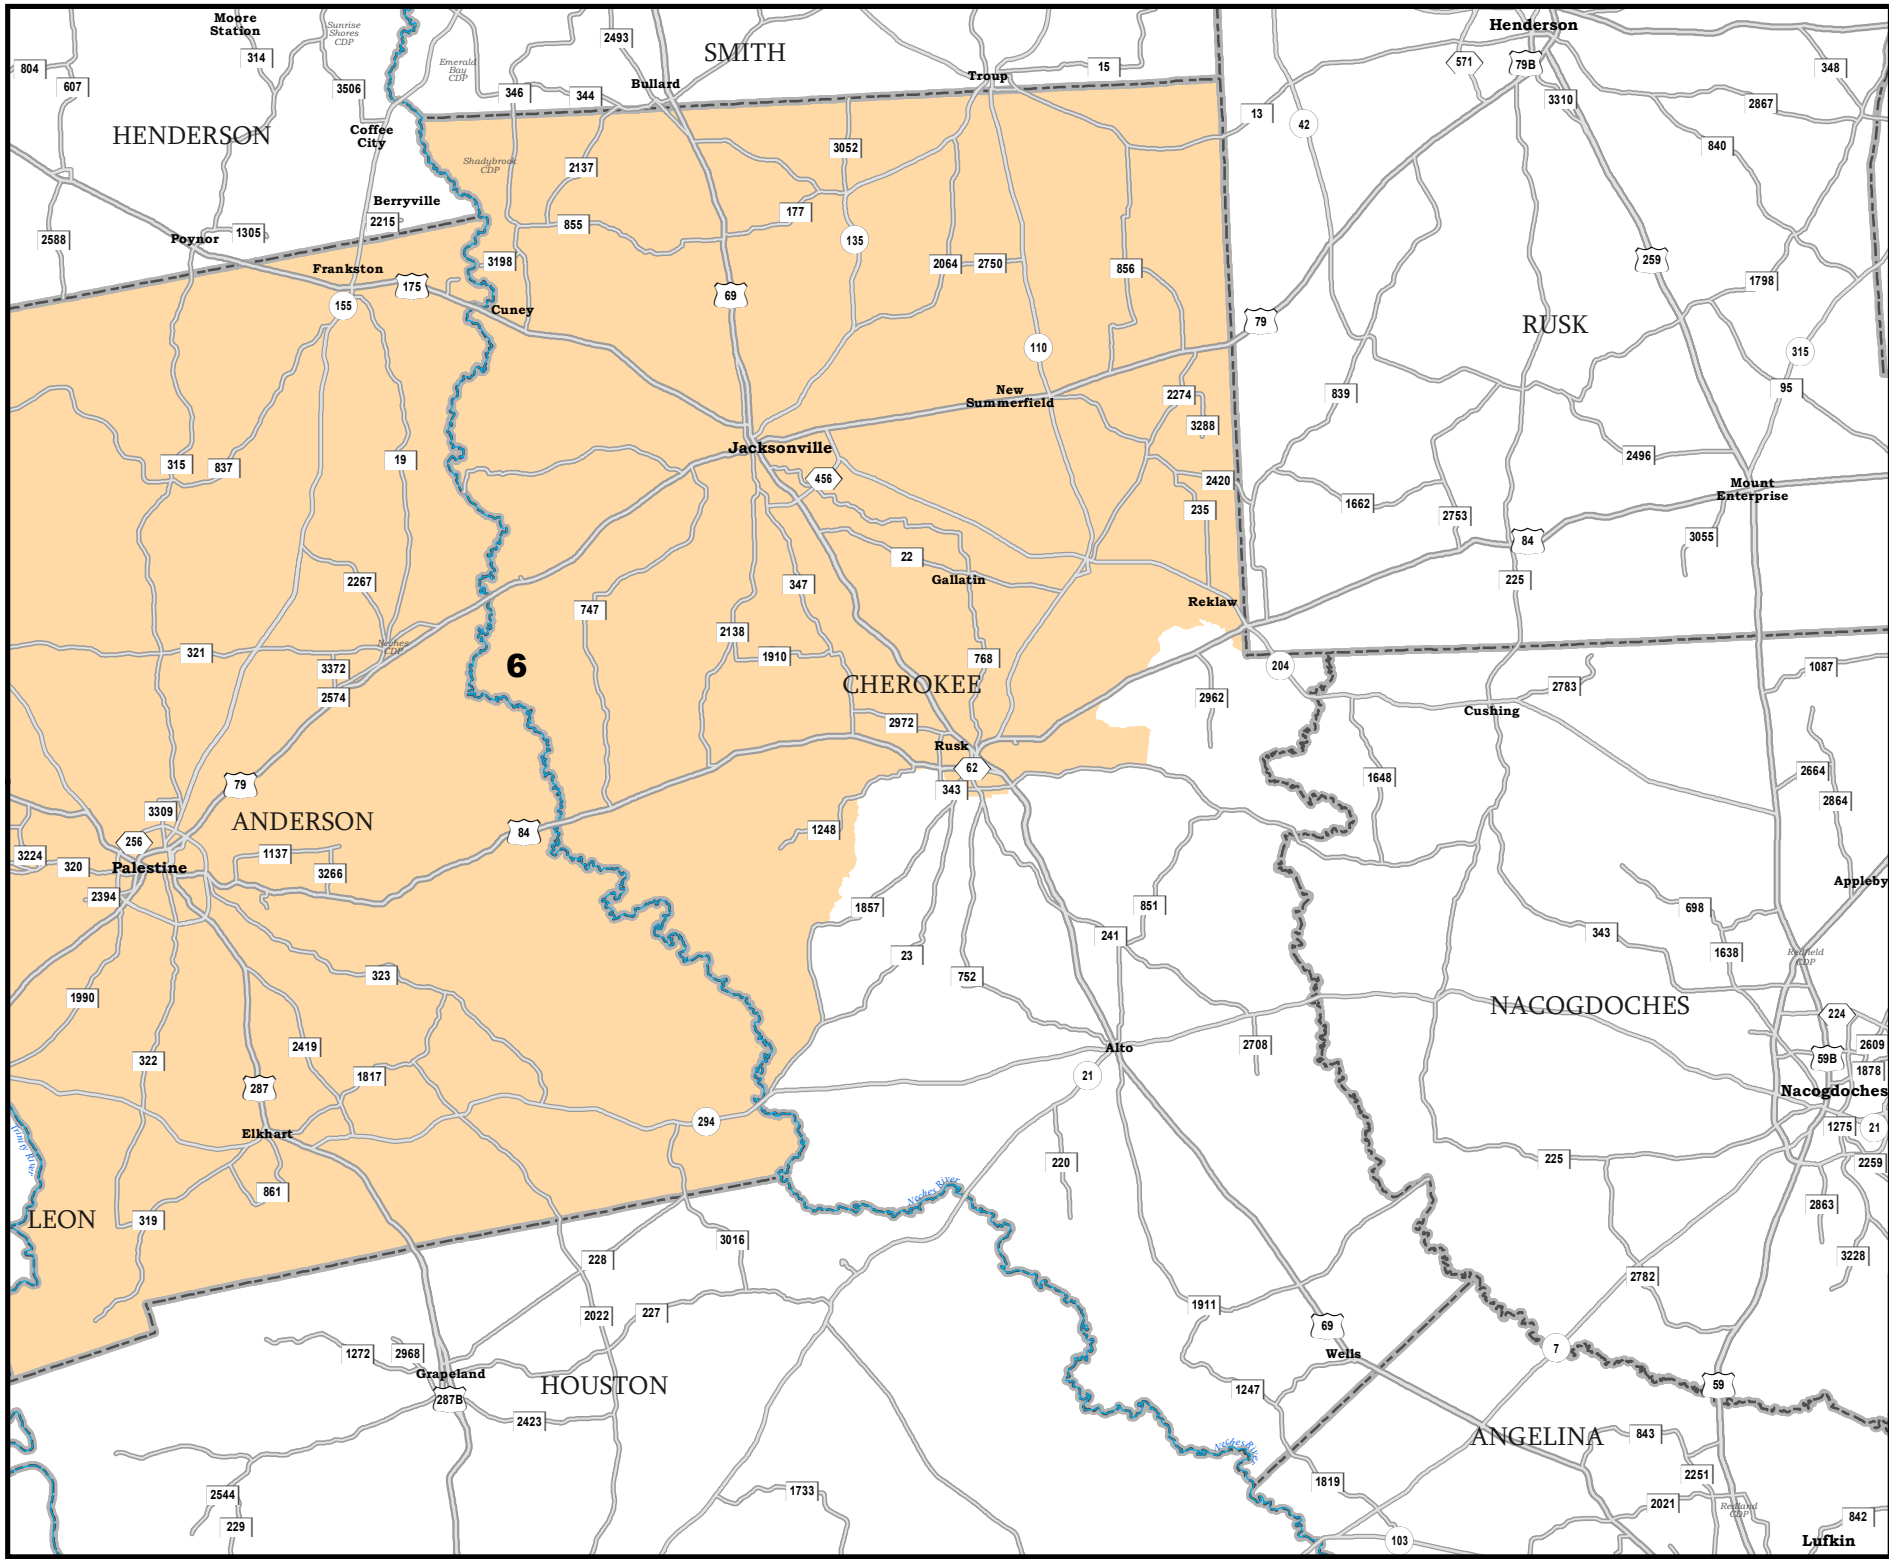 Moore
Station
Sunrise
Shores
CDP
2493
SMITH
Henderson
314
804
607
3506
Emerald
Bay
CDP
346
344
Bullard
Troup
15
571
79B
348
3310
2867
HENDERSON
Coffee
City
13
42
840
3052
Shadybrook
CDP
2137
Berryville
2215
177
855
135
2588
Poynor
1305
3198
2064
2750
856
259
1798
Frankston
175
155
69
Cuney
79
RUSK
110
315
839
95
New
Summerfield
2274
3288
Jacksonville
456
315
837
19
2420
2496
Mount
Enterprise
235
1662
2753
84
3055
22
Gallatin
225
2267
347
747
Reklaw
2138
1910
768
321
Neches
CDP
3372
2574
6
CHEROKEE
204
2962
2783
Cushing
1087
2972
Rusk
62
343
1648
2664
2864
79
3309
ANDERSON
256
84
1248
3224
320
Palestine
1137
3266
2394
Appleby
1857
851
698
343
241
23
752
1638
Redfield
CDP
323
1990
NACOGDOCHES
224
322
2419
1817
287
Alto
21
2708
59B
2609
1878
Nacogdoches
294
Elkhart
1275
21
Trinity River
220
225
2259
861
Neches River
LEON
319
2863
3016
228
3228
2782
2022
227
1911
69
Wells
7
1272
2968
Grapeland
287B
HOUSTON
2423
1247
59
ANGELINA
843
Neches River
2251
1819
2544
229
1733
2021
Redland
CDP
842
103
Lufkin